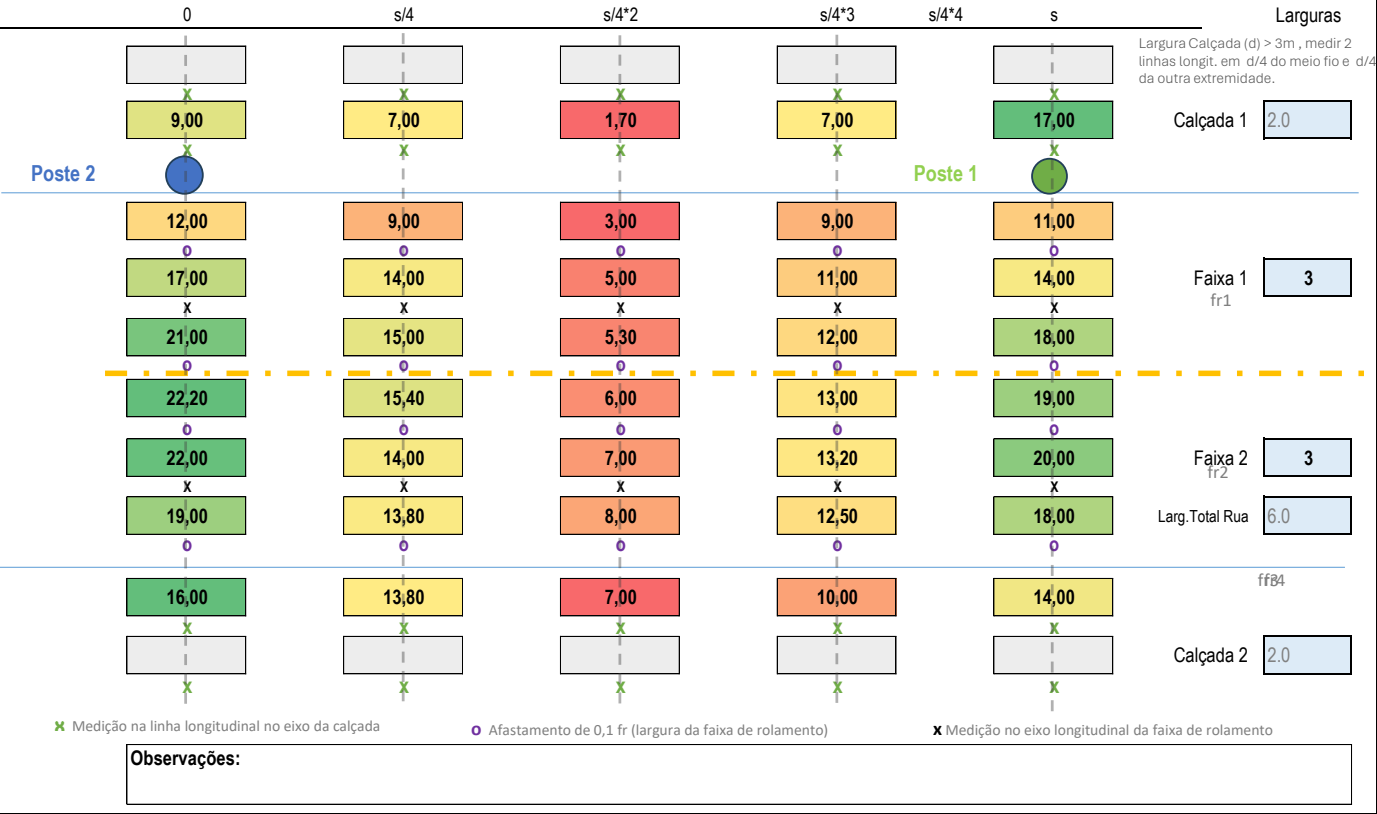 0 s/4 s/4*2 s/4*3 s/4*4 s Larguras
Largura Calçada (d) > 3m , medir 2
linhas longit. em d/4 do meio fio e d/4
da outra extremidade.
x x x x x
9,00 7,00 1,70 7,00 17,00 Calçada 1 2.0
x x x x x
Poste 2 Poste 1
12,00 9,00 3,00 9,00 11,00
o o o o o
17,00 14,00 5,00 11,00 14,00 Faixa 1 3
fr1
x x x x x
21,00 15,00 5,30 12,00 18,00
o o o o o
22,20 15,40 6,00 13,00 19,00
o o o o o
22,00 14,00 7,00 13,20 20,00 Faixa 2 3
fr2
x x x x x
19,00 13,80 8,00 12,50 18,00 Larg.Total Rua 6.0
o o o o o
16,00 13,80 7,00 10,00 14,00
x x x x x
Calçada 2 2.0
x x x x x
x Medição na linha longitudinal no eixo da calçada
o Afastamento de 0,1 fr (largura da faixa de rolamento)
x Medição no eixo longitudinal da faixa de rolamento
Observações: